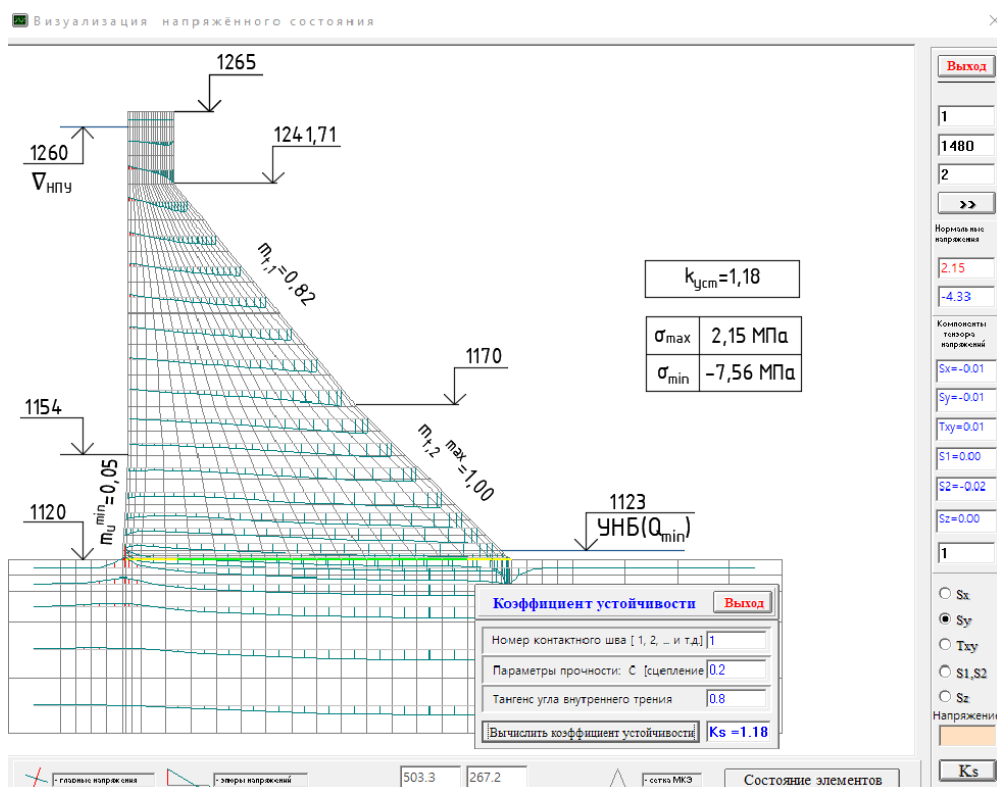 Визуализация напряжённого состояния
1265
1260
∇НПУ
1241,71
mt,1=0,82
kуст=1,18
σmax 2,15 МПа
σmin -7,56 МПа
1170
1154
mt,2 max=1,00
mu min=0,05
1120
1123
УНБ(Qmin)
Коэффициент устойчивости Выход
Номер контактного шва [ 1, 2, ... и т.д.] 1
Параметры прочности: C [сцепление 0.2
Тангенс угла внутреннего трения 0.8
Вычислить коэффициент устойчивости Ks =1.18
- главные напряжения
- эпюры напряжений
503.3 267.2
- сетка МКЭ
Состояние элементов
Выход
1
1480
2
>>
Нормальные
напряжения
2.15
-4.33
Компоненты
тензора
напряжений
Sx=-0.01
Sy=-0.01
Txy=0.01
S1=0.00
S2=-0.02
Sz=0.00
1
Sx
Sy
Txy
S1,S2
Sz
Напряжение
Ks